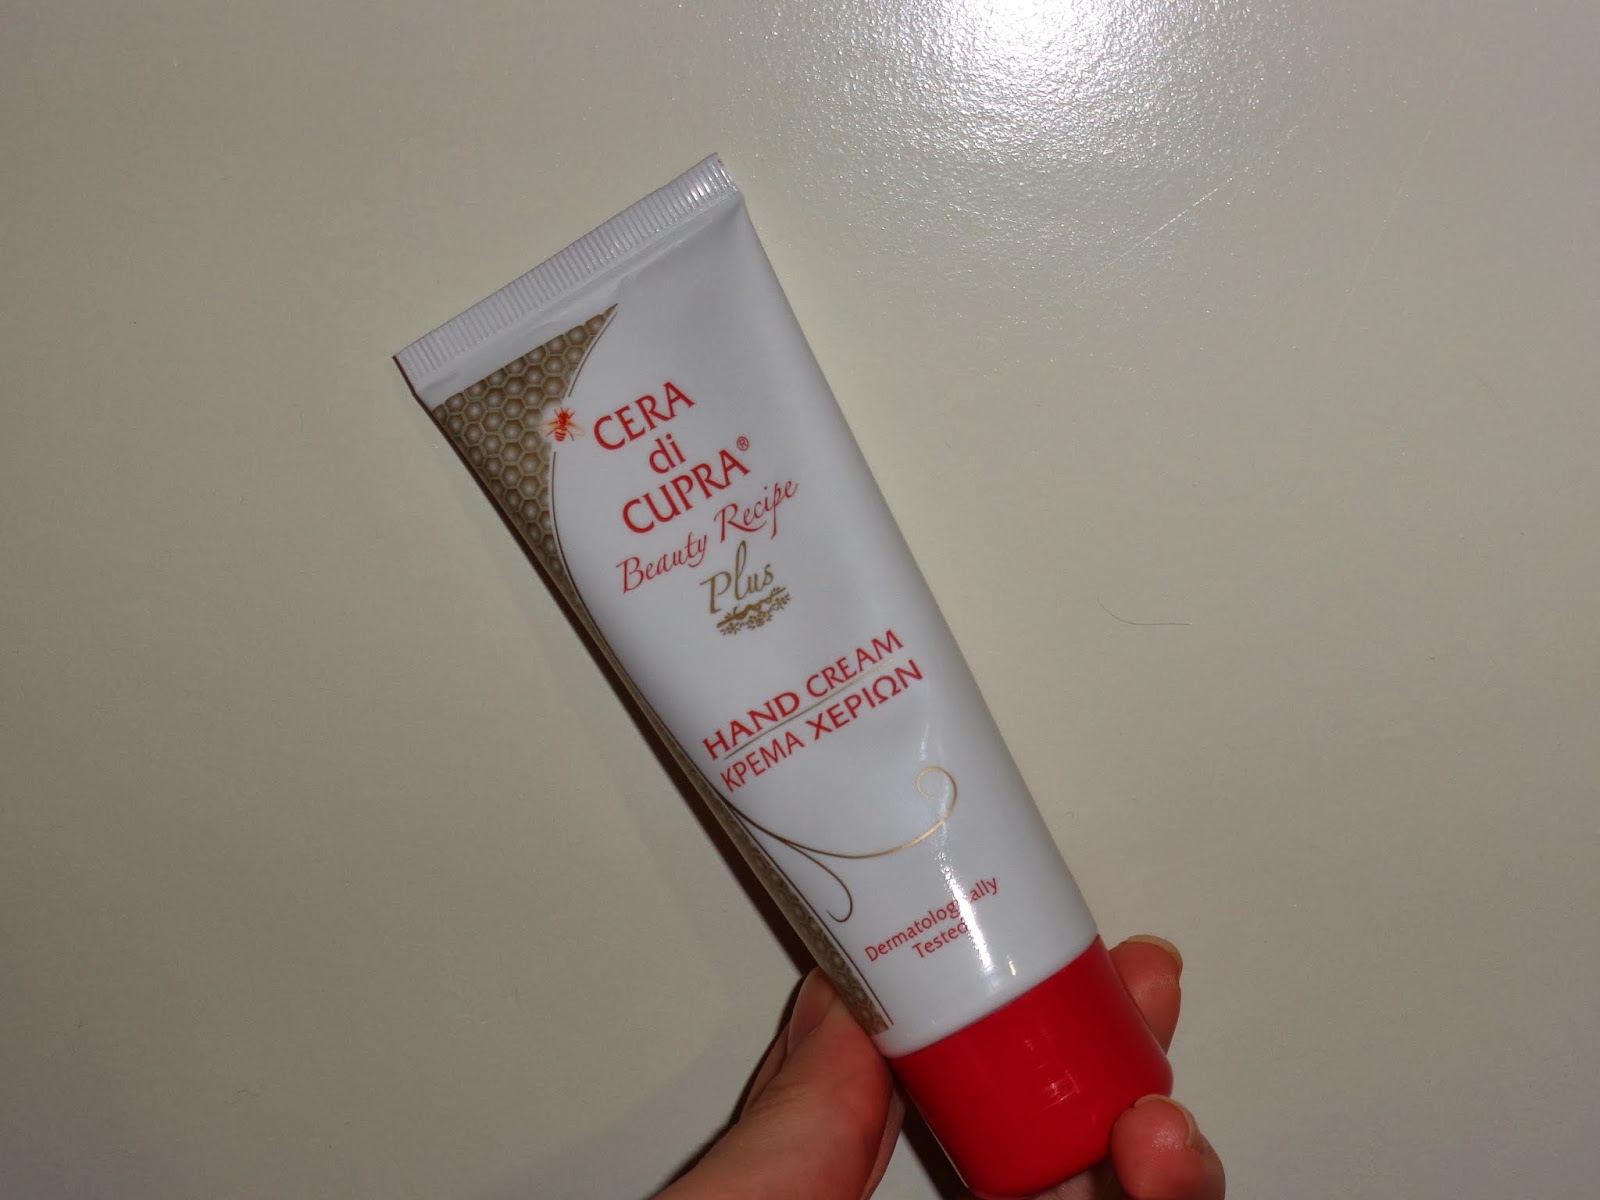 CERA
di
CUPRA®
Beauty Recipe
Plus
HAND CREAM
ΚΡΕΜΑ ΧΕΡΙΩΝ
Dermatologically
Tested